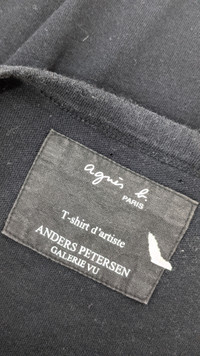 agnès b.
PARIS
T-shirt d'artiste
ANDERS PETERSEN
GALERIE VU